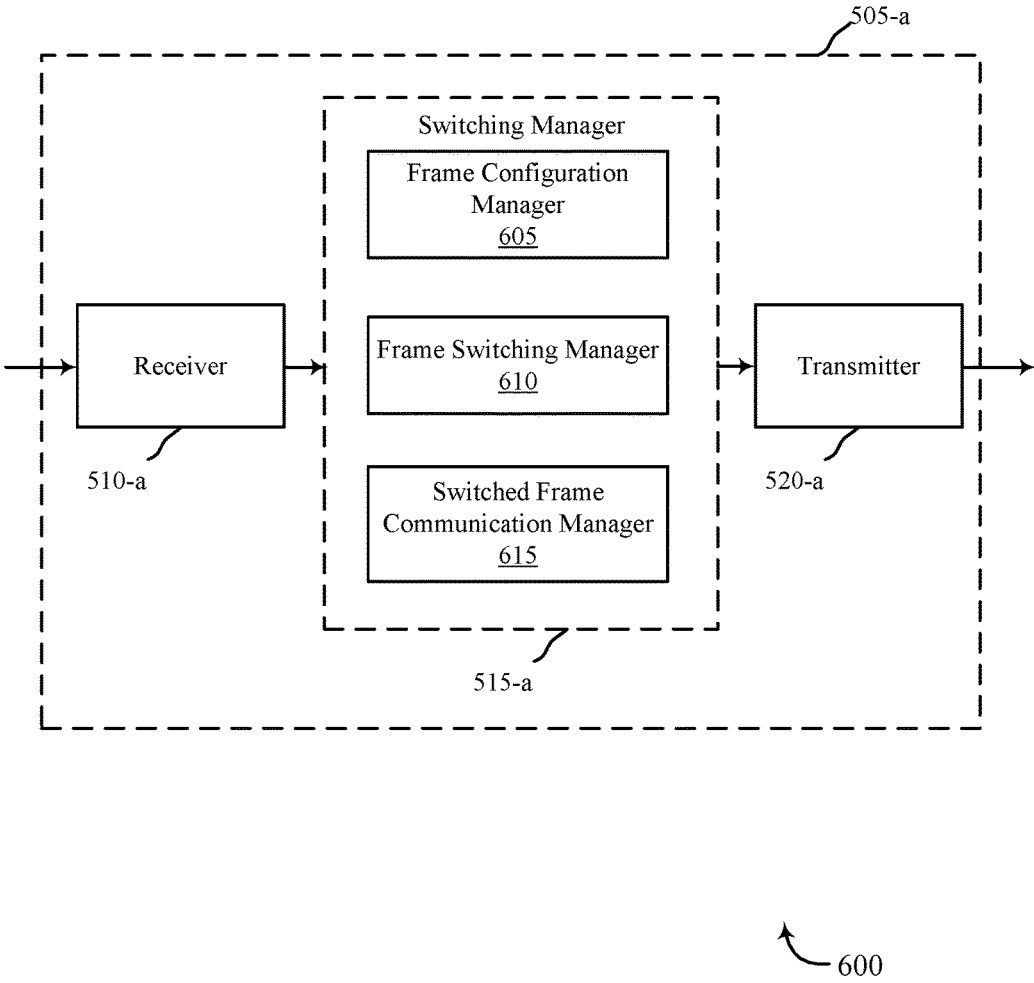 505-a
Switching Manager
Frame Configuration
Manager
605
Receiver
Frame Switching Manager
610
Transmitter
510-a
520-a
Switched Frame
Communication Manager
615
515-a
600